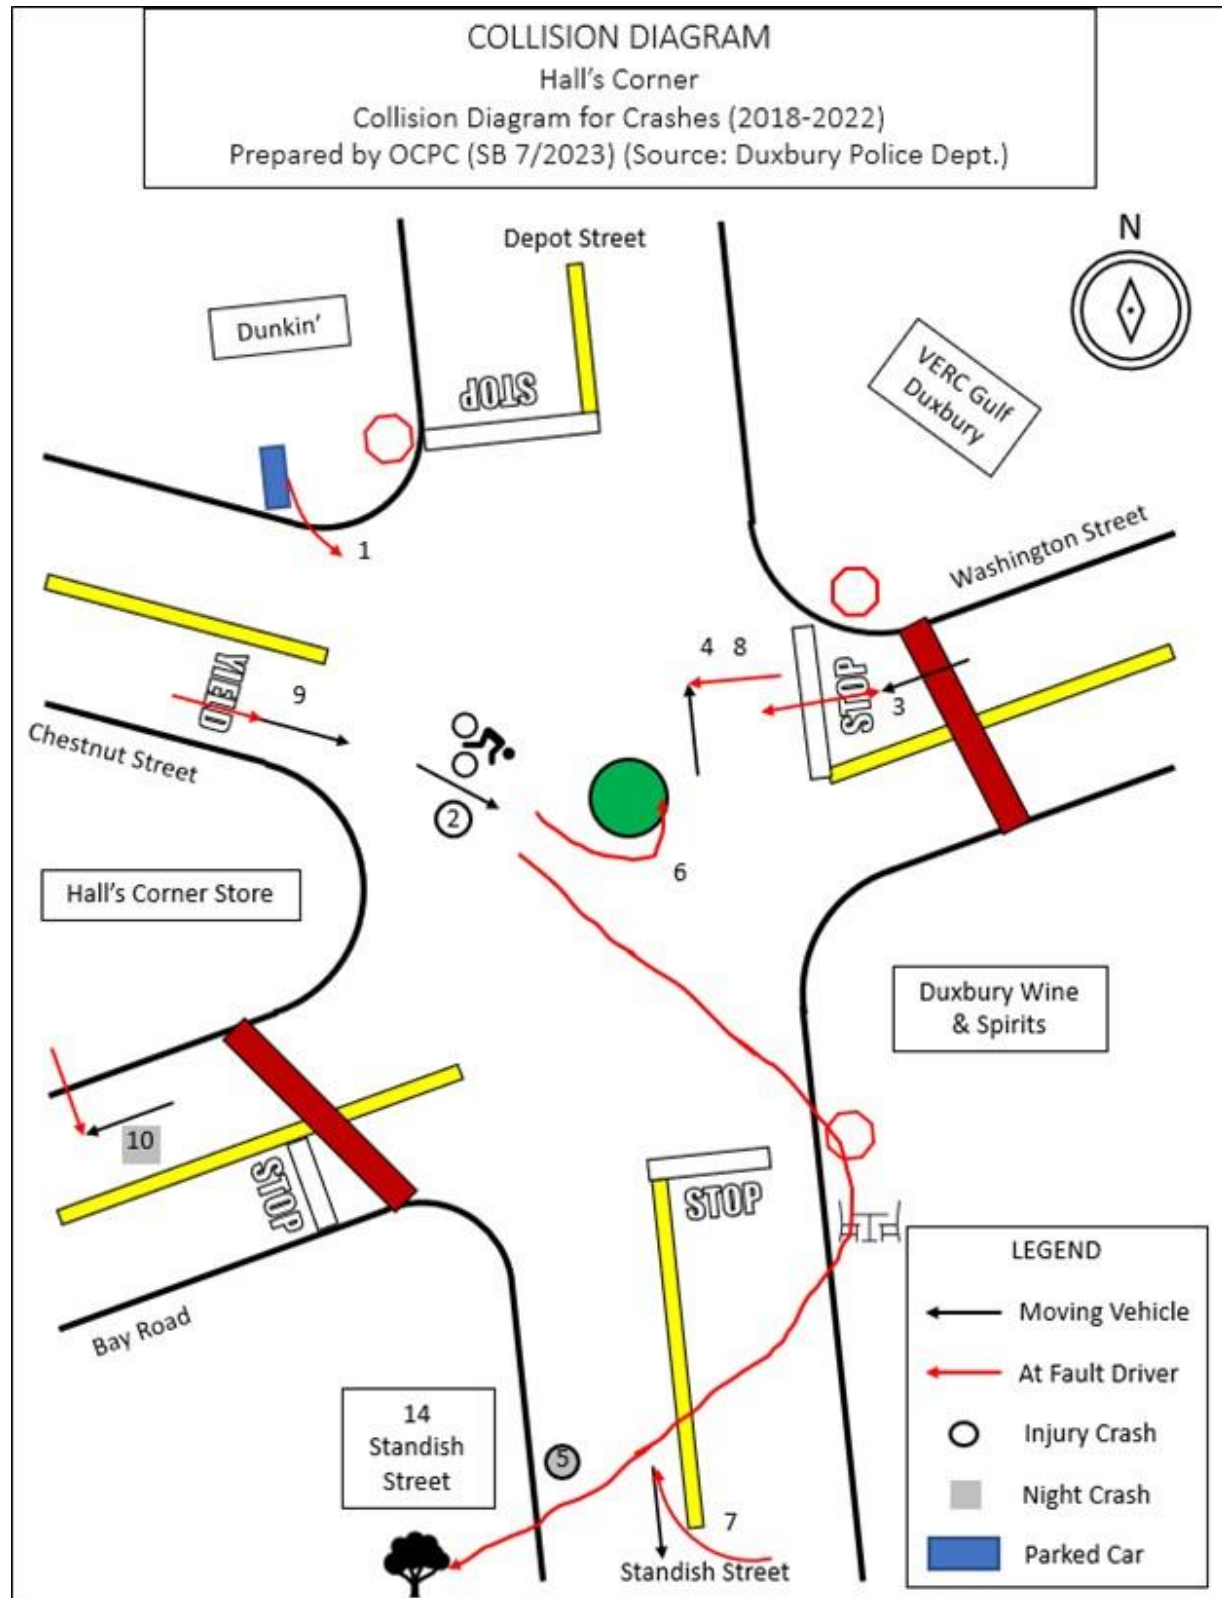 COLLISION DIAGRAM
Hall's Corner
Collision Diagram for Crashes (2018-2022)
Prepared by OCPC (SB 7/2023) (Source: Duxbury Police Dept.)
Depot Street
N
Dunkin'
STOP
VERC Gulf
Duxbury
1
Washington Street
4 8
STOP
3
YIELD
9
Chestnut Street
2
6
Hall's Corner Store
Duxbury Wine
& Spirits
10
STOP
STOP
Bay Road
14
Standish
Street
5
7
Standish Street
LEGEND
Moving Vehicle
At Fault Driver
Injury Crash
Night Crash
Parked Car